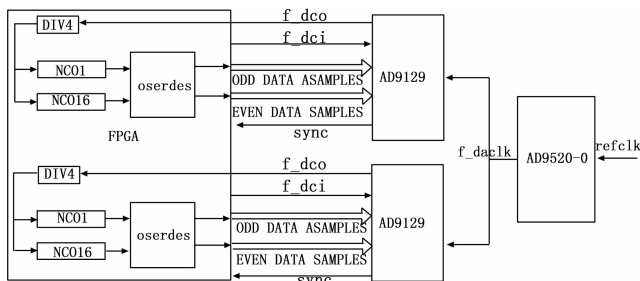 f_dco
DIV4
f_dci
NCO1
oserdes
AD9129
ODD DATA ASAMPLES
NCO16
EVEN DATA SAMPLES
FPGA
sync
f_daclk
AD9520-0
refclk
f_dco
DIV4
f_dci
NCO1
oserdes
AD9129
ODD DATA ASAMPLES
NCO16
EVEN DATA SAMPLES
sync